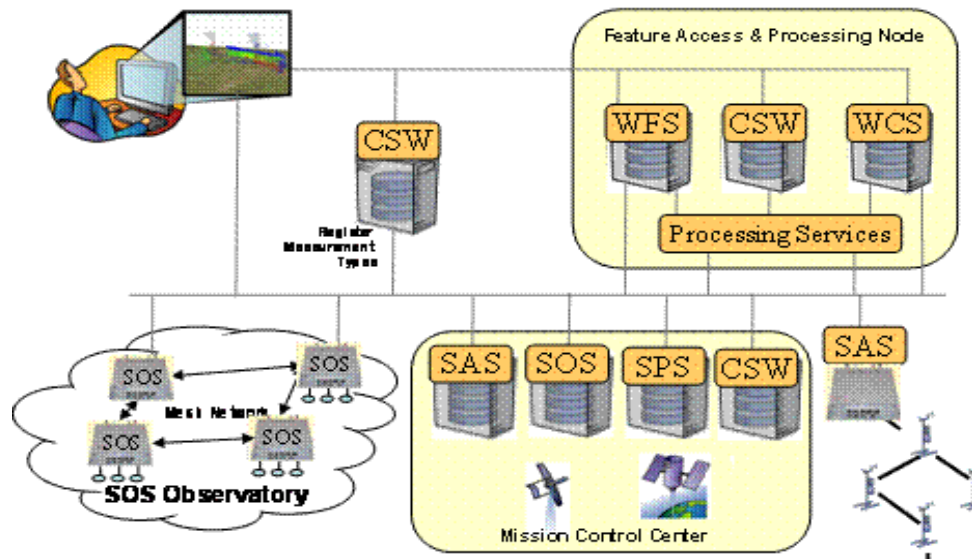 Feature Access & Processing Node
CSW
WFS
CSW
WCS
Register
Measurement
Types
Processing Services
SOS
SOS
Mesh Network
SOS
SOS
SOS Observatory
SAS
SOS
SPS
CSW
Mission Control Center
SAS